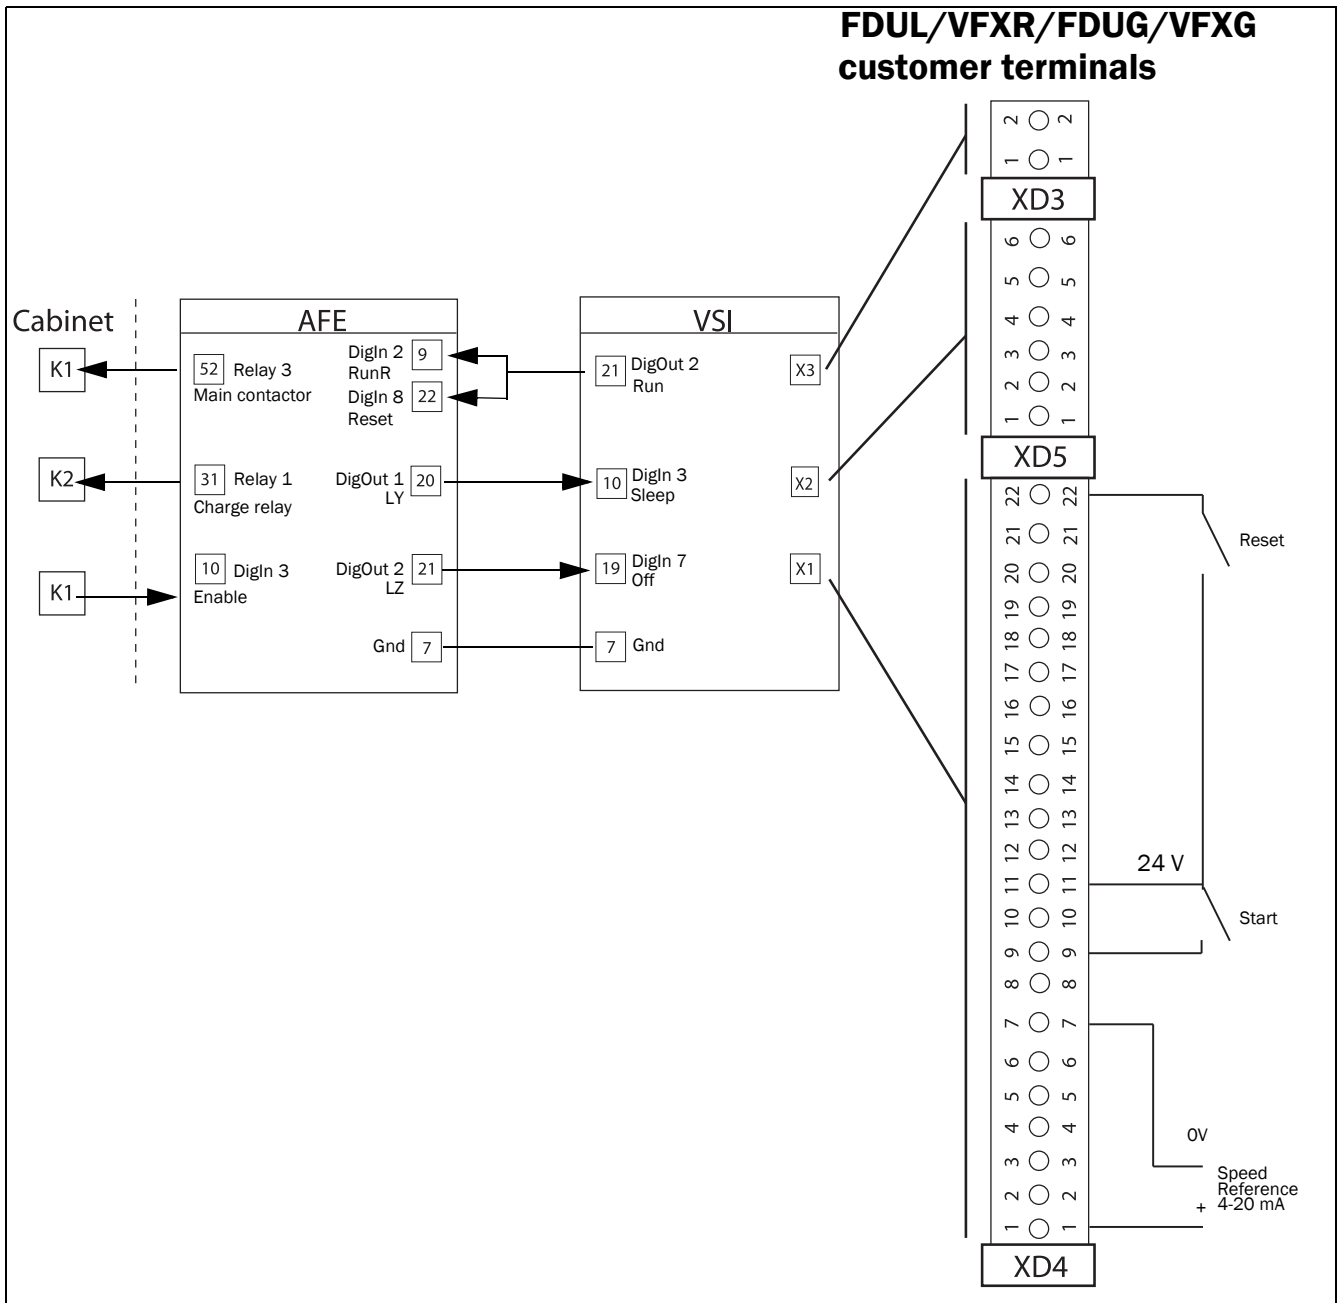 FDUL/VFXR/FDUG/VFXG
customer terminals
Cabinet
K1
K2
K1
AFE
52 Relay 3
Main contactor
31 Relay 1
Charge relay
10 DigIn 3
Enable
DigIn 2 9
RunR
DigIn 8 22
Reset
DigOut 1 20
LY
DigOut 2 21
LZ
Gnd 7
VSI
21 DigOut 2
Run
10 DigIn 3
Sleep
19 DigIn 7
Off
7 Gnd
X3
X2
X1
2 2
1 1
XD3
6 6
5 5
4 4
3 3
2 2
1 1
XD5
22 22
21 21
20 20
19 19
18 18
17 17
16 16
15 15
14 14
13 13
12 12
11 11
10 10
9 9
8 8
7 7
6 6
5 5
4 4
3 3
2 2
1 1
XD4
Reset
24 V
Start
0V
Speed
Reference
4-20 mA
+